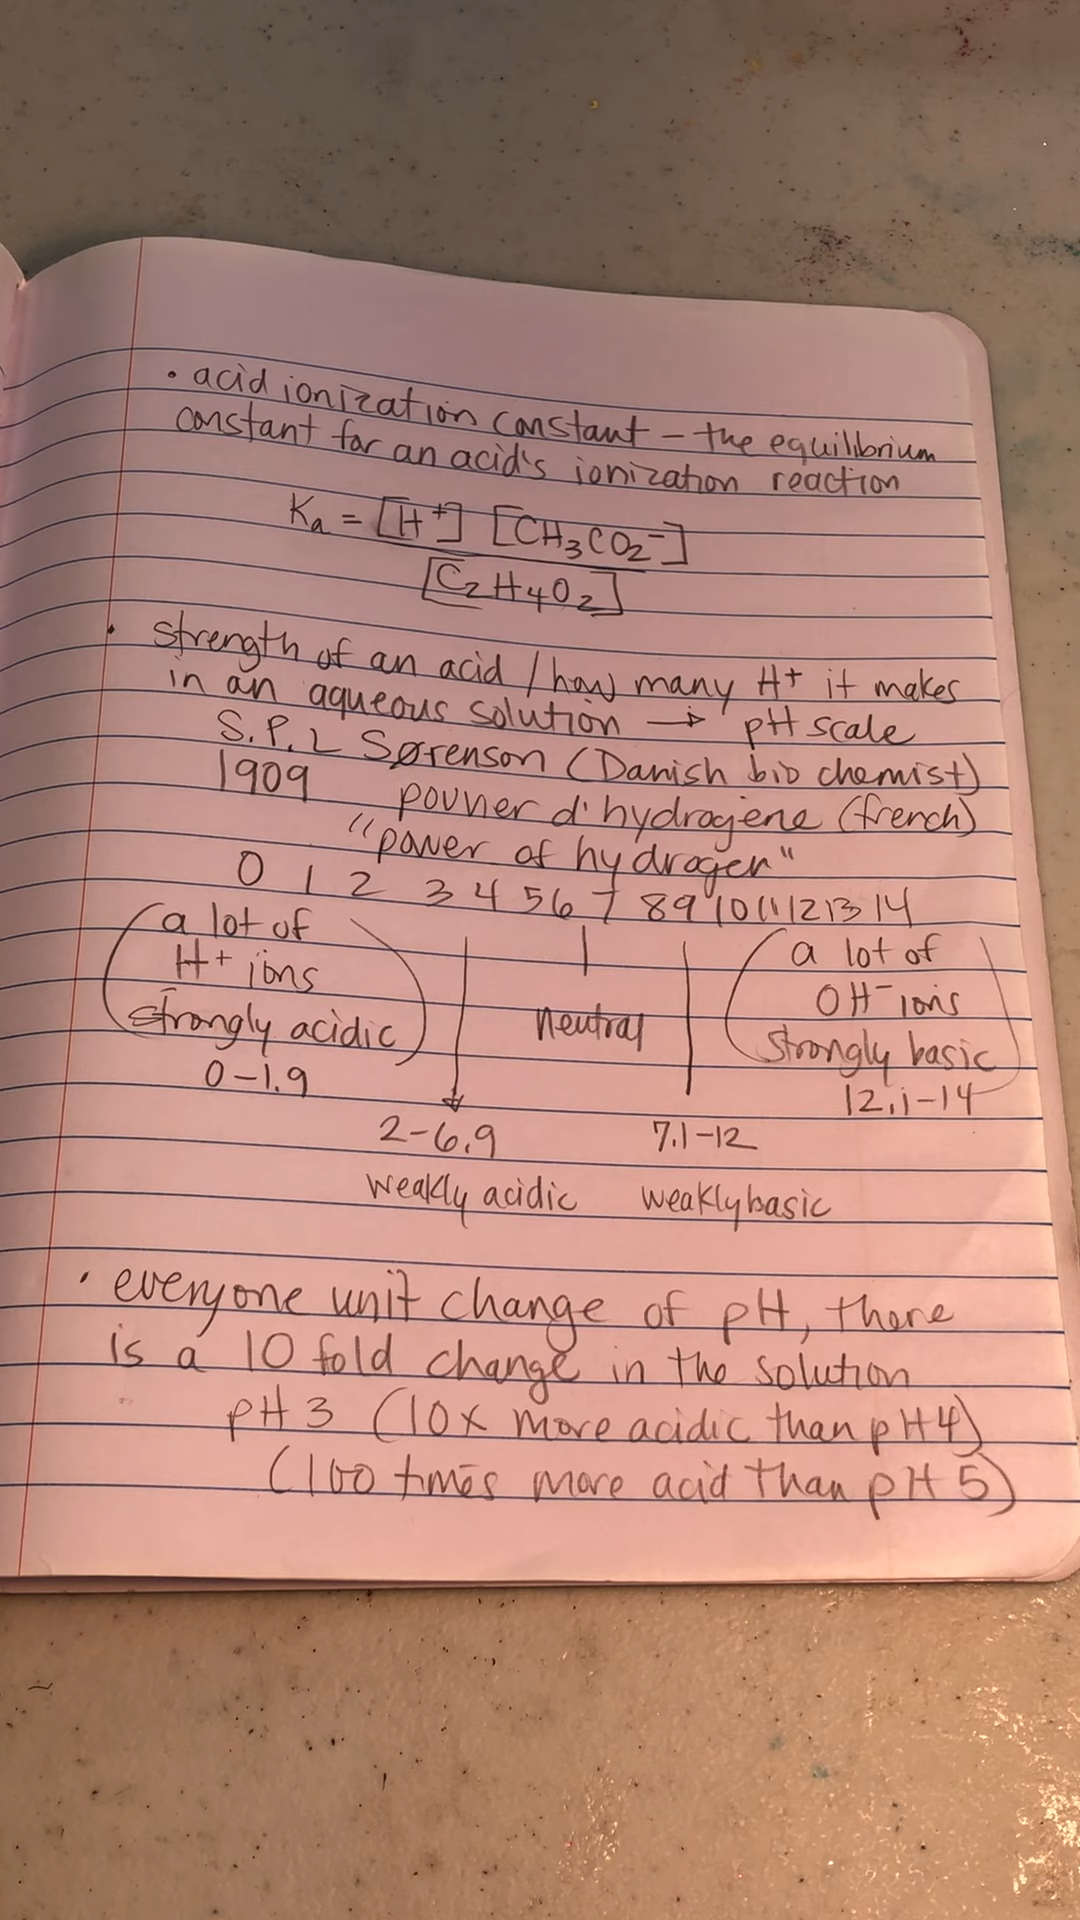 • acid ionization constant – the equilibrium
constant for an acid's ionization reaction
Ka = [H+] [CH3CO2-]
[C2H4O2]
• strength of an acid / how many H+ it makes
in an aqueous solution → pH scale
S.P.L Sørenson (Danish bio chemist)
1909 pouver d'hydrogène (french)
"power of hydrogen"
0 1 2 3 4 5 6 7 8 9 10 11 12 13 14
a lot of
H+ ions
strongly acidic
0–1.9
neutral
a lot of
OH- ions
strongly basic
12.1–14
2–6.9
weakly acidic
7.1–12
weakly basic
• everyone unit change of pH, there
is a 10 fold change in the solution
pH 3 (10x more acidic than pH4)
(100 times more acid than pH 5)